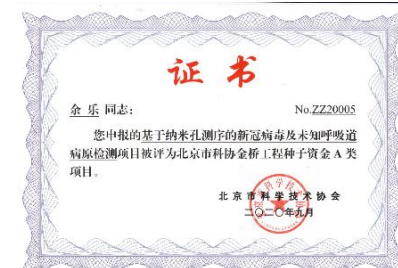 证书
余 乐 同志：
No.ZZ20005
您申报的基于纳米孔测序的新冠病毒及未知呼吸道
病原检测项目被评为北京市科协金桥工程种子资金 A 类
项目。
北京市科学技术协会
二〇二〇年九月